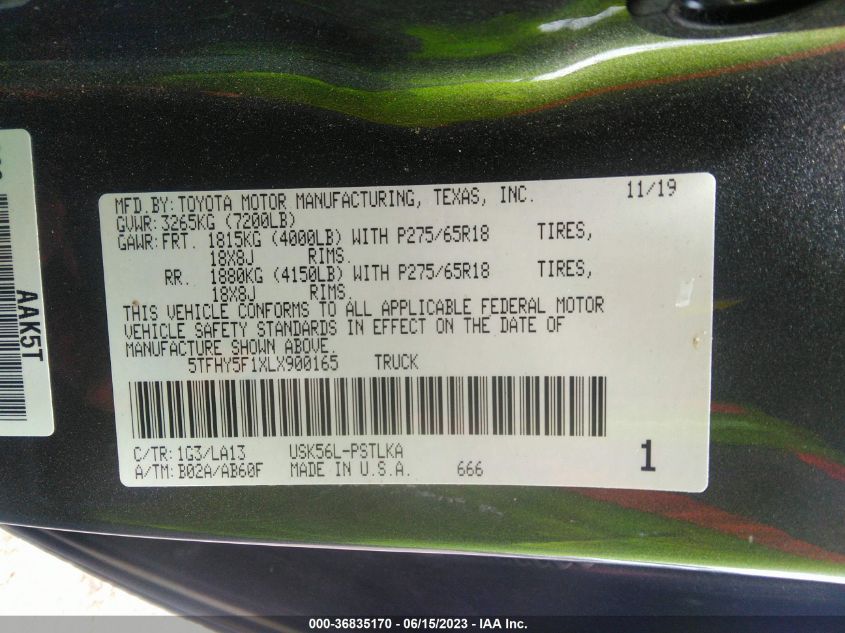 MFD BY: TOYOTA MOTOR MANUFACTURING, TEXAS, INC. 11/19
GVWR: 3265KG (7200LB)
GAWR: FRT. 1815KG (4000LB) WITH P275/65R18 TIRES,
18X8J RIMS.
RR. 1880KG (4150LB) WITH P275/65R18 TIRES,
18X8J RIMS.
THIS VEHICLE CONFORMS TO ALL APPLICABLE FEDERAL MOTOR
VEHICLE SAFETY STANDARDS IN EFFECT ON THE DATE OF
MANUFACTURE SHOWN ABOVE.
5TFHY5F1XLX900165 TRUCK
C/TR: 1G3/LA13 USK56L-PSTLKA
A/TM: B02A/AB60F MADE IN U.S.A. 666 1
AAK5T
000-36835170 - 06/15/2023 - IAA Inc.